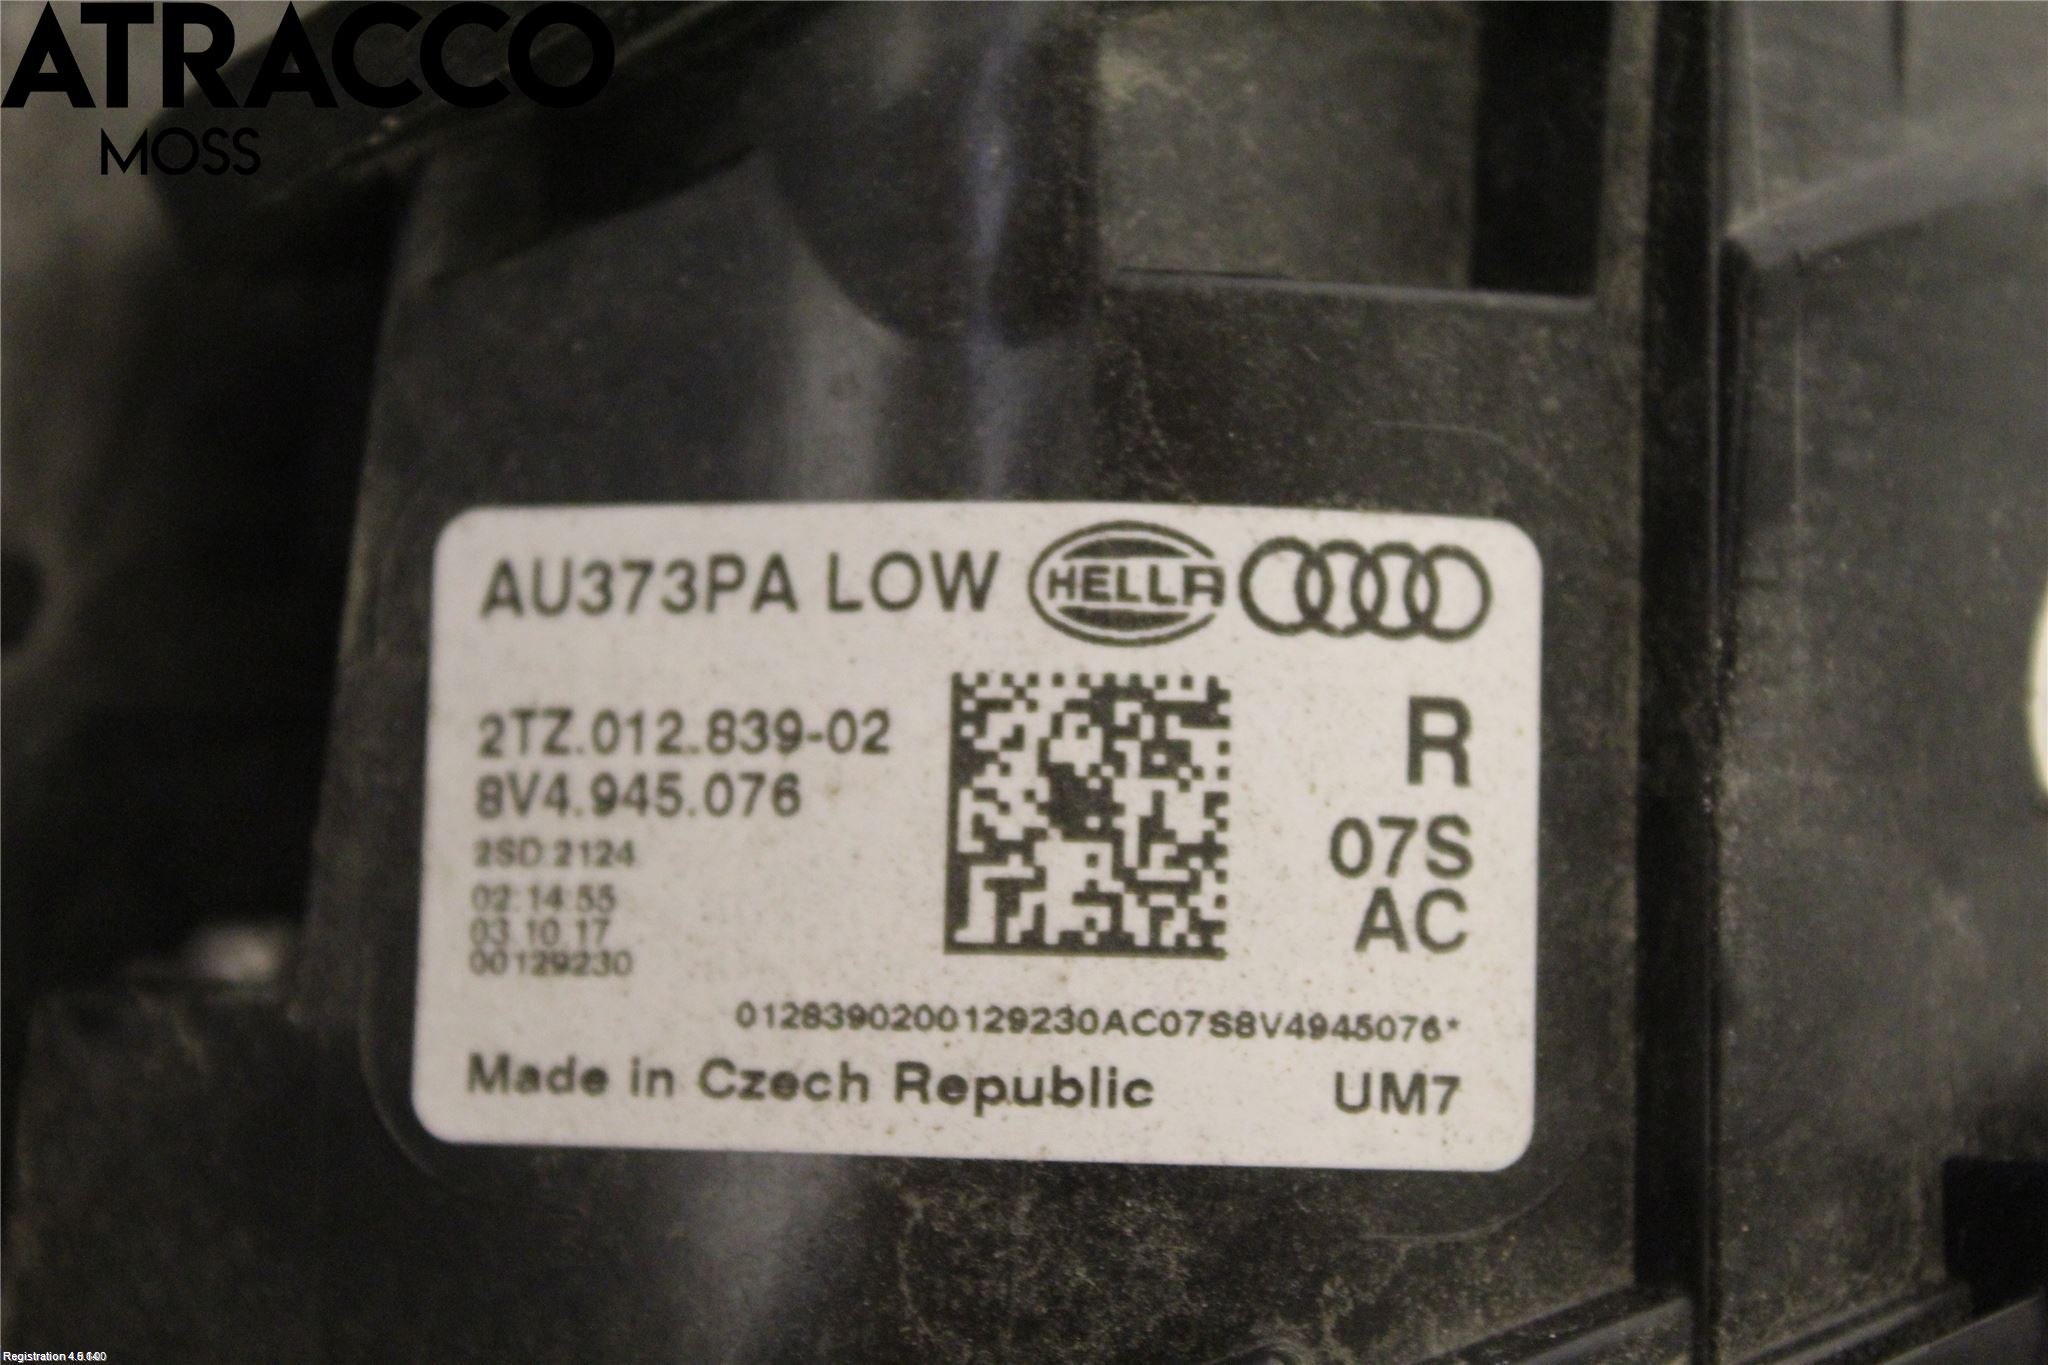 ATRACCO
MOSS
AU373PA LOW HELLA
2TZ.012.839-02
R
8V4.945.076
07S
2SD 2124
AC
02:14:55
03.10.17
00129230
0128390200129230AC07S8V4945076*
Made in Czech Republic
UM7
Registration